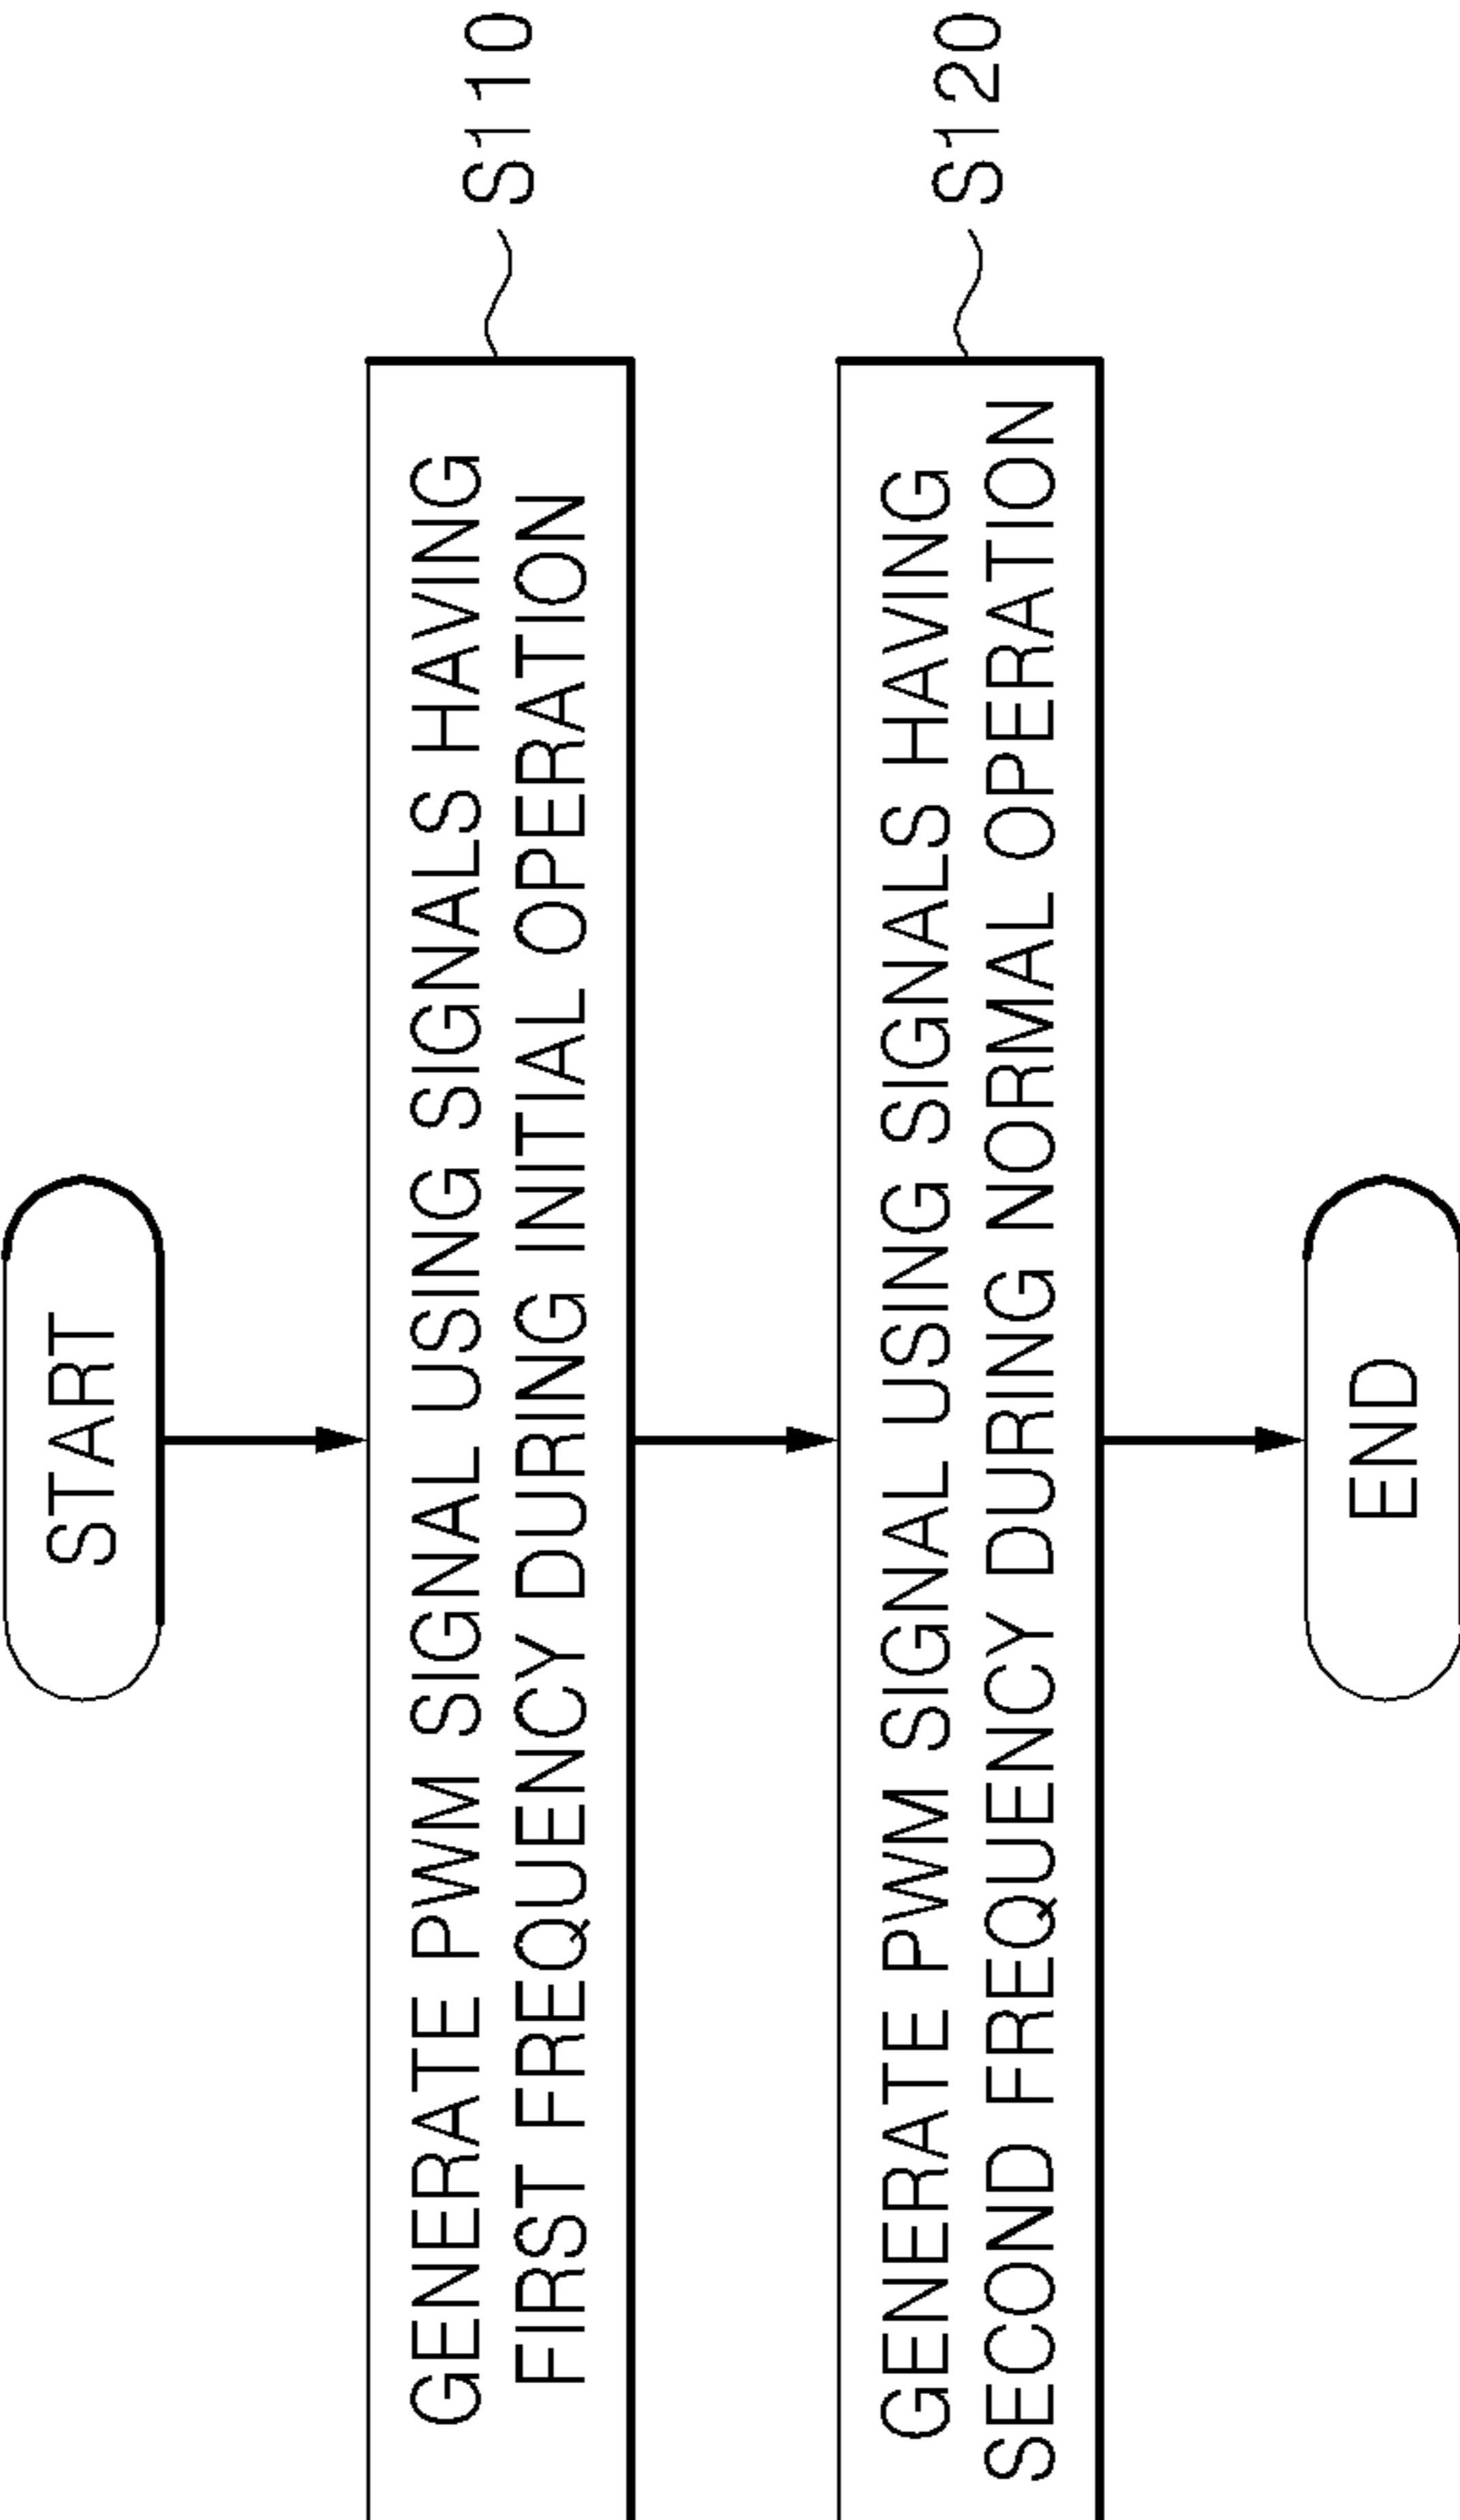 START
GENERATE PWM SIGNAL USING SIGNALS HAVING
FIRST FREQUENCY DURING INITIAL OPERATION
S110
GENERATE PWM SIGNAL USING SIGNALS HAVING
SECOND FREQUENCY DURING NORMAL OPERATION
S120
END